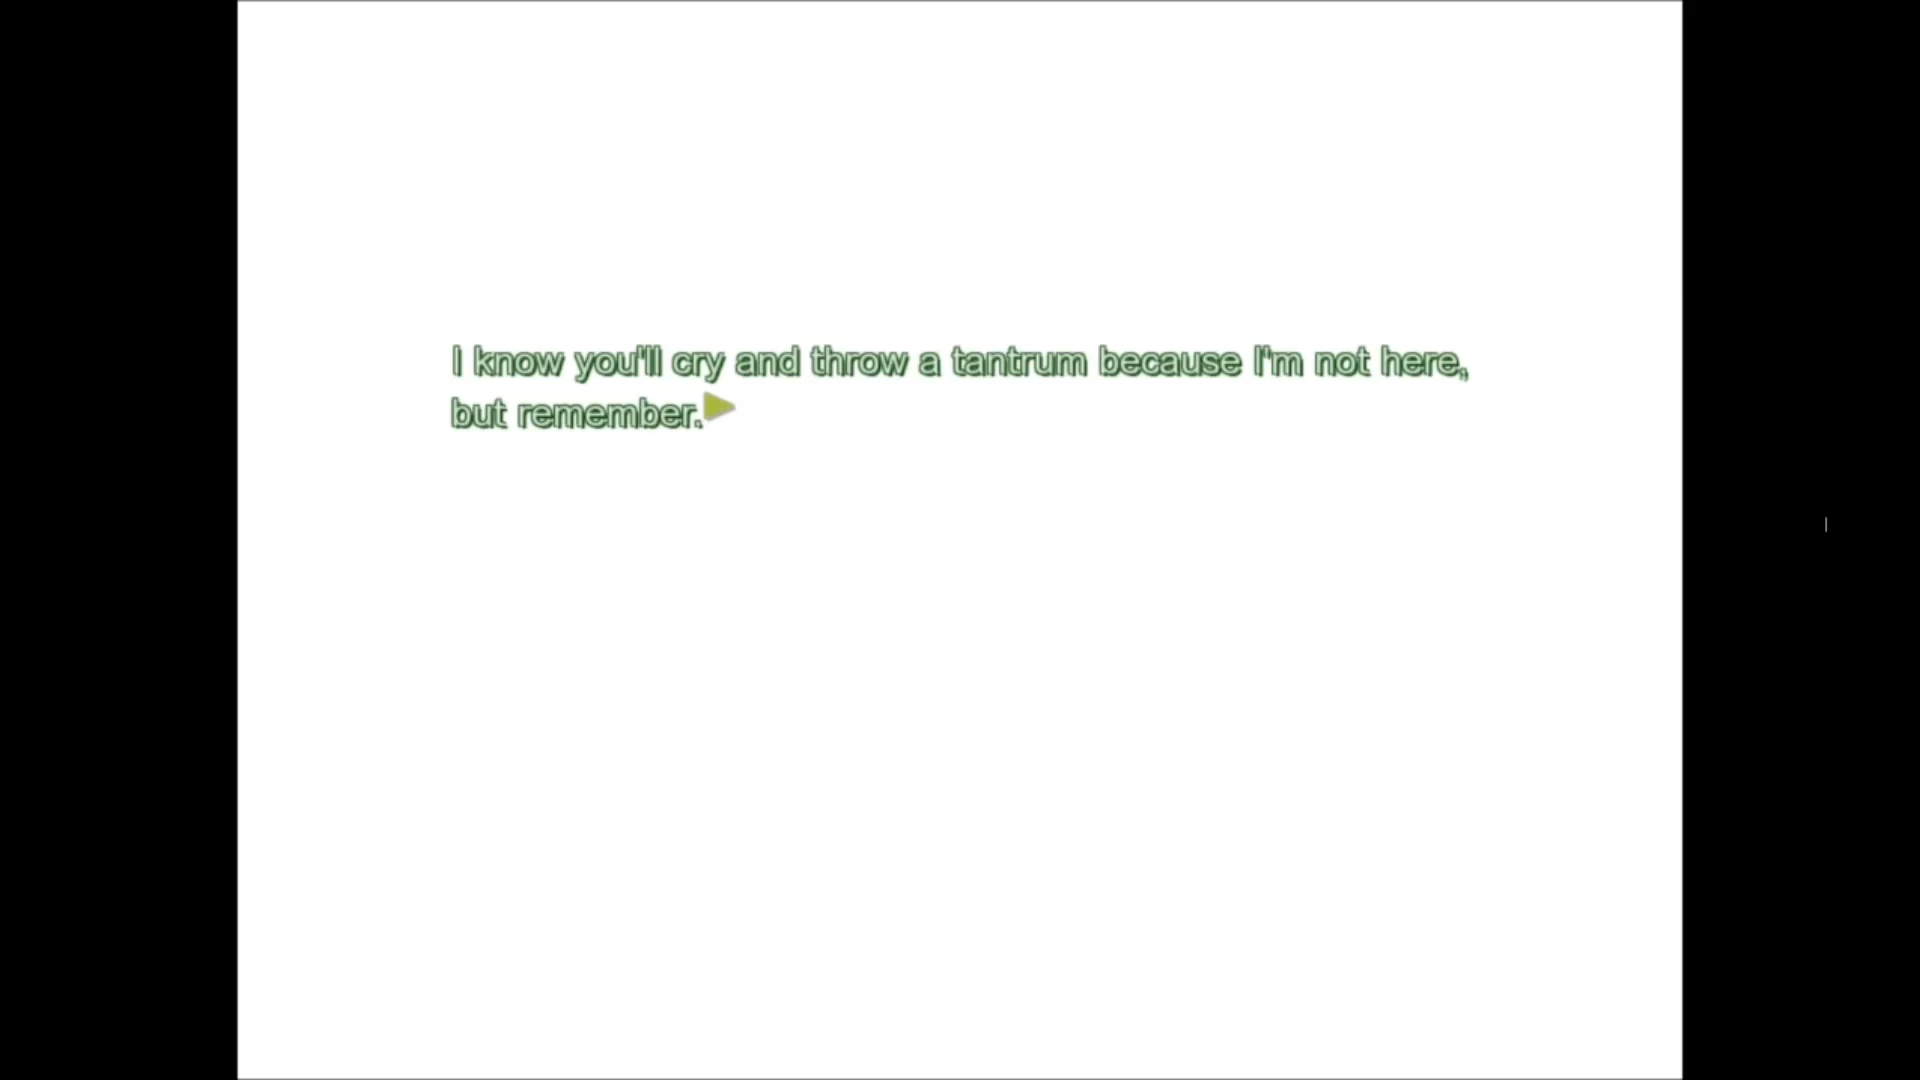 I know you'll cry and throw a tantrum because I'm not here,
but remember.